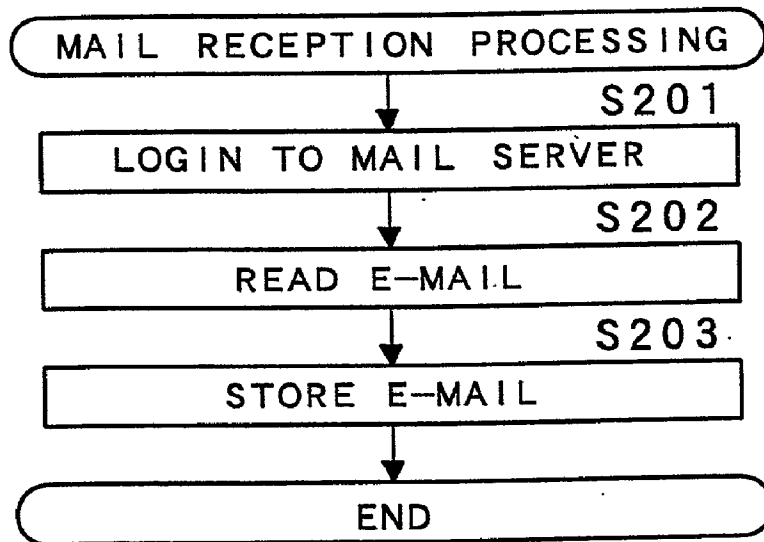 MAIL RECEPTION PROCESSING
S201
LOGIN TO MAIL SERVER
S202
READ E-MAIL
S203
STORE E-MAIL
END